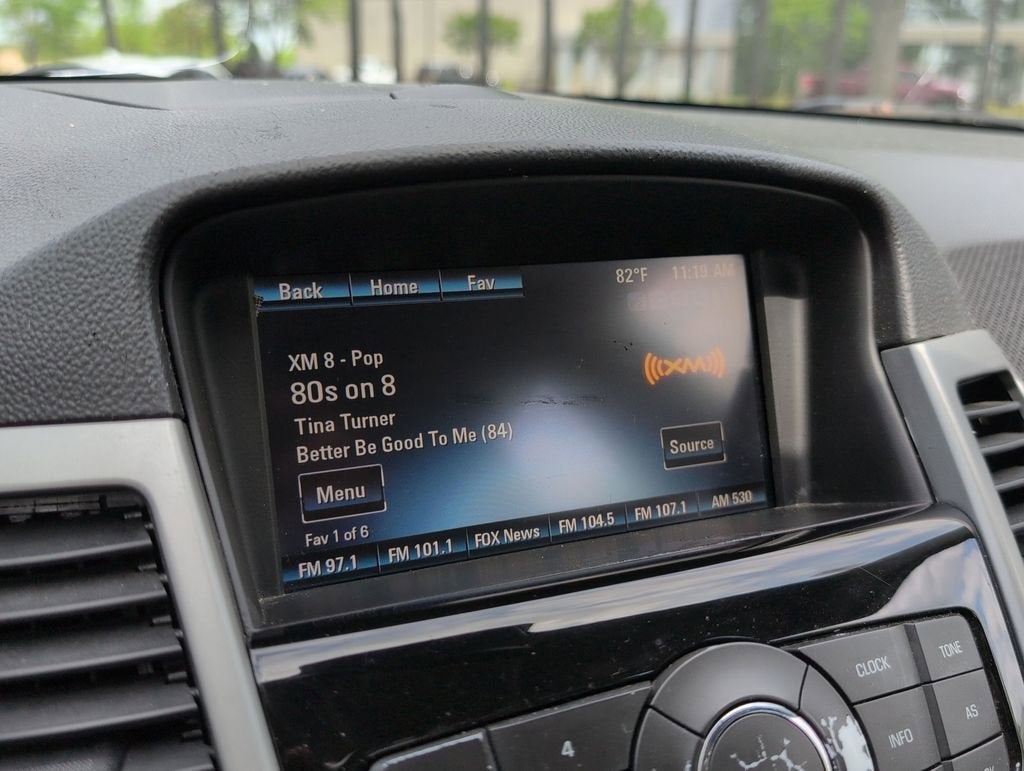 Back Home Fav 82°F 11:19 AM
XM 8 - Pop
80s on 8
((XM))
Tina Turner
Better Be Good To Me (84)
Menu Source
Fav 1 of 6
FM 97.1 FM 101.1 FOX News FM 104.5 FM 107.1 AM 530
CLOCK TONE
4 INFO AS